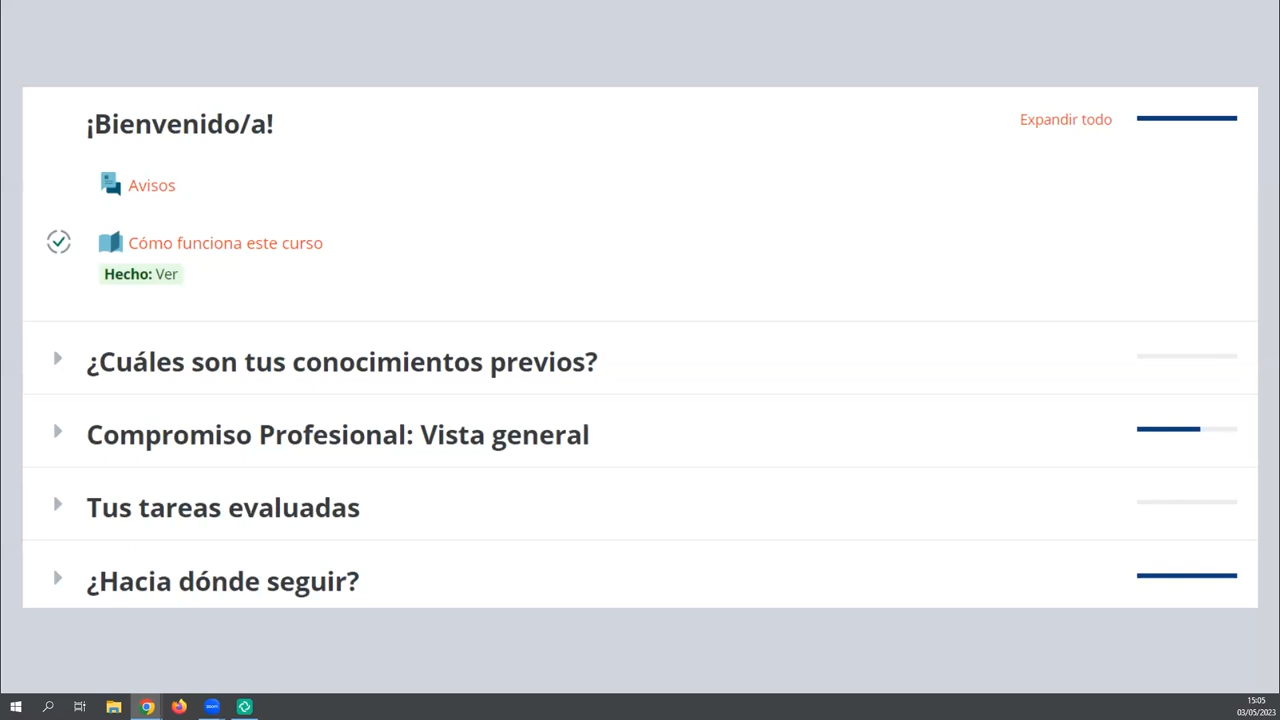 ¡Bienvenido/a!
Expandir todo
Avisos
Cómo funciona este curso
Hecho: Ver
¿Cuáles son tus conocimientos previos?
Compromiso Profesional: Vista general
Tus tareas evaluadas
¿Hacia dónde seguir?
zoom
15:05
03/05/2023